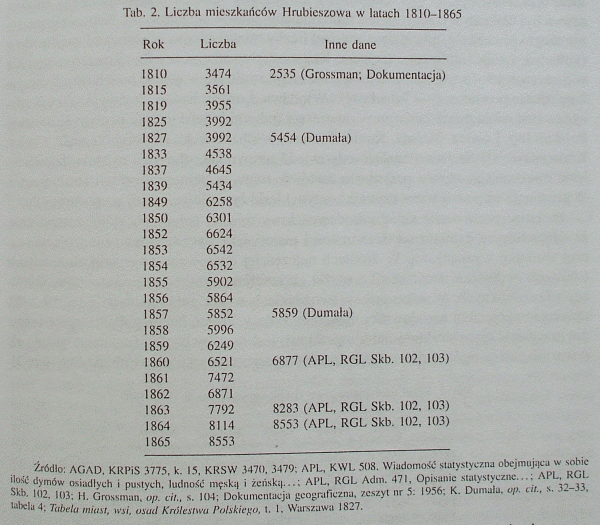 Tab. 2. Liczba mieszkańców Hrubieszowa w latach 1810–1865
Rok Liczba Inne dane
1810 3474 2535 (Grossman; Dokumentacja)
1815 3561
1819 3955
1825 3992
1827 3992 5454 (Dumała)
1833 4538
1837 4645
1839 5434
1849 6258
1850 6301
1852 6624
1853 6542
1854 6532
1855 5902
1856 5864
1857 5852 5859 (Dumała)
1858 5996
1859 6249
1860 6521 6877 (APL, RGL Skb. 102, 103)
1861 7472
1862 6871
1863 7792 8283 (APL, RGL Skb. 102, 103)
1864 8114 8553 (APL, RGL Skb. 102, 103)
1865 8553
Źródło: AGAD, KRPiS 3775, k. 15, KRSW 3470, 3479; APL, KWL 508. Wiadomość statystyczna obejmująca w sobie
ilość dymów osiadłych i pustych, ludność męską i żeńską...; APL, RGL Adm. 471, Opisanie statystyczne...; APL, RGL
Skb. 102, 103; H. Grossman, op. cit., s. 104; Dokumentacja geograficzna, zeszyt nr 5: 1956; K. Dumała, op. cit., s. 32–33,
tabela 4; Tabela miast, wsi, osad Królestwa Polskiego, t. 1, Warszawa 1827.